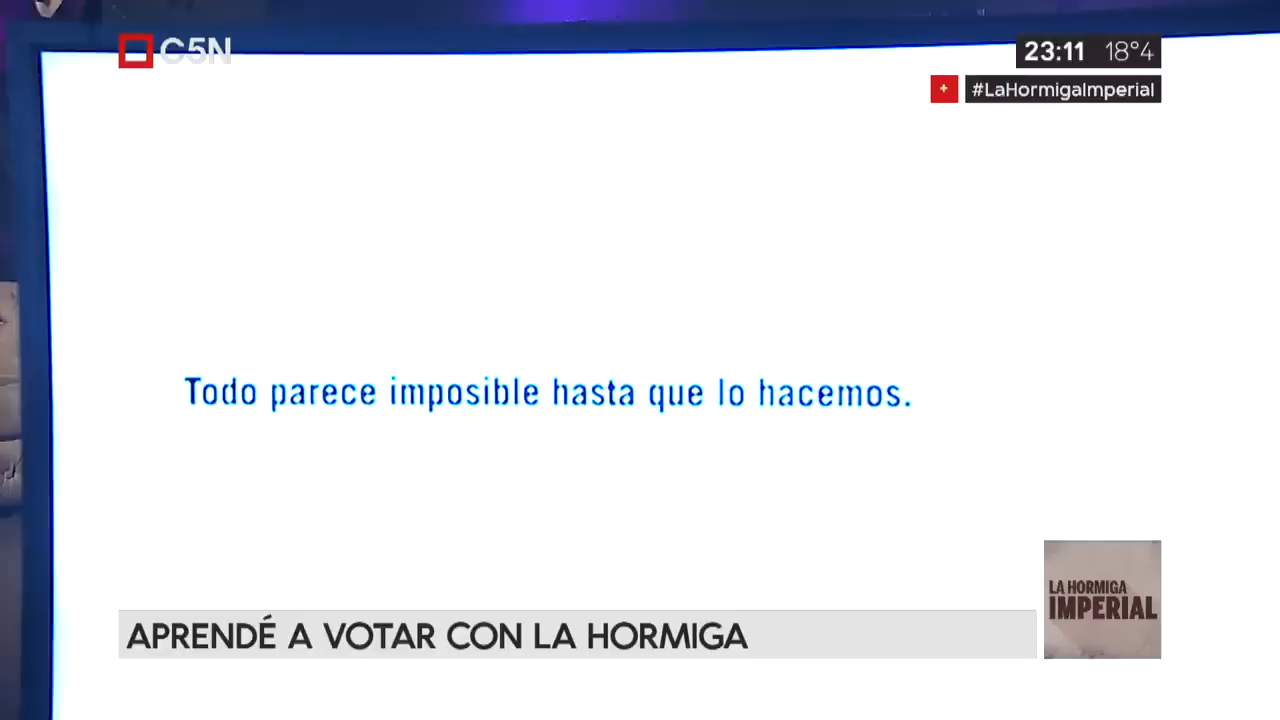 C5N
23:11 18°4
+ #LaHormigaImperial
Todo parece imposible hasta que lo hacemos.
LA HORMIGA
IMPERIAL
APRENDÉ A VOTAR CON LA HORMIGA